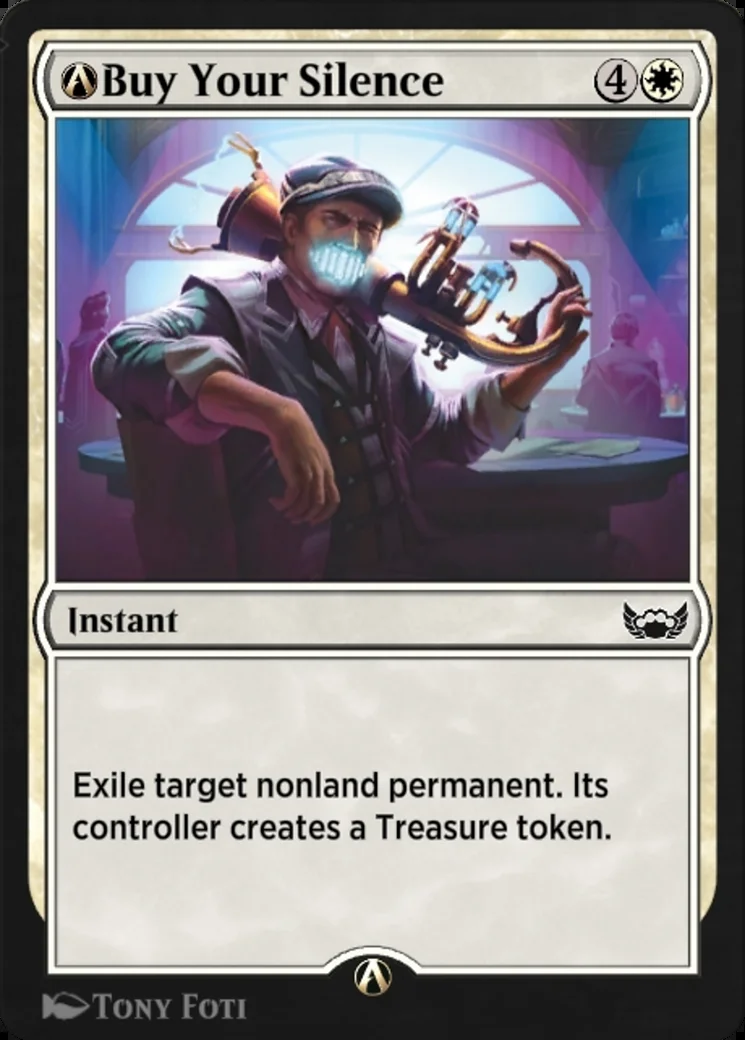 Buy Your Silence 4
Instant
Exile target nonland permanent. Its
controller creates a Treasure token.
Tony Foti